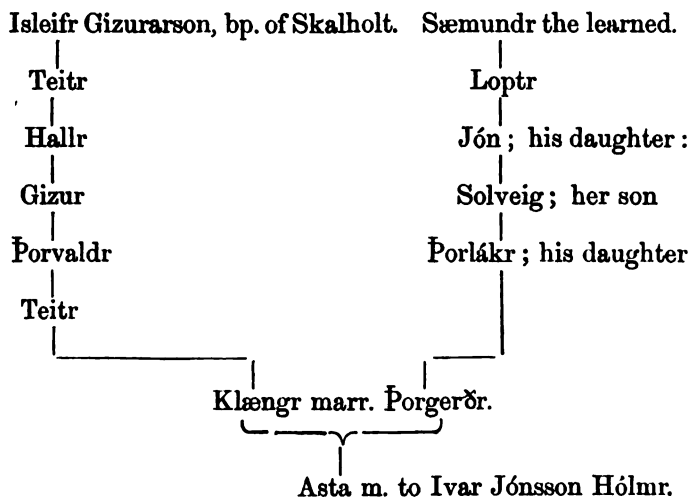 Isleifr Gizurarson, bp. of Skalholt. Sæmundr the learned.
Teitr Loptr
Hallr Jón; his daughter:
Gizur Solveig; her son
Þorvaldr Þorlákr; his daughter
Teitr
Klængr marr. Þorgerðr.
Asta m. to Ivar Jónsson Hólmr.